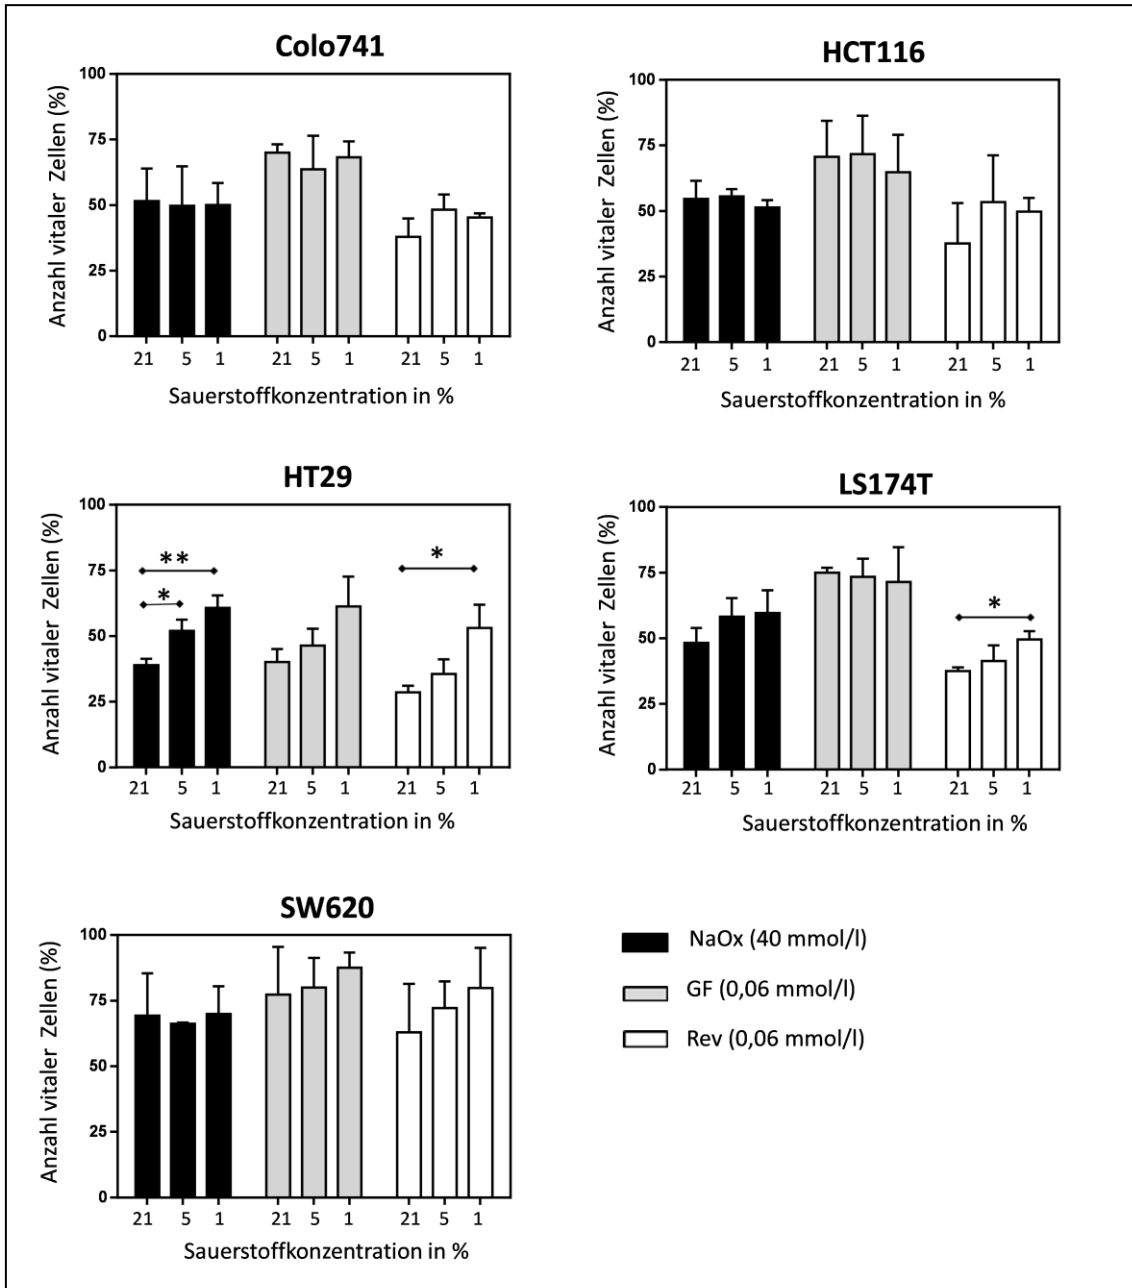 Colo741
Anzahl vitaler Zellen (%)
100
75
50
25
0
21 5 1 21 5 1 21 5 1
Sauerstoffkonzentration in %
HCT116
Anzahl vitaler Zellen (%)
100
75
50
25
0
21 5 1 21 5 1 21 5 1
Sauerstoffkonzentration in %
HT29
Anzahl vitaler Zellen (%)
100
75
50
25
0
**
*
*
21 5 1 21 5 1 21 5 1
Sauerstoffkonzentration in %
LS174T
Anzahl vitaler Zellen (%)
100
75
50
25
0
*
21 5 1 21 5 1 21 5 1
Sauerstoffkonzentration in %
SW620
Anzahl vitaler Zellen (%)
100
75
50
25
0
21 5 1 21 5 1 21 5 1
Sauerstoffkonzentration in %
NaOx (40 mmol/l)
GF (0,06 mmol/l)
Rev (0,06 mmol/l)